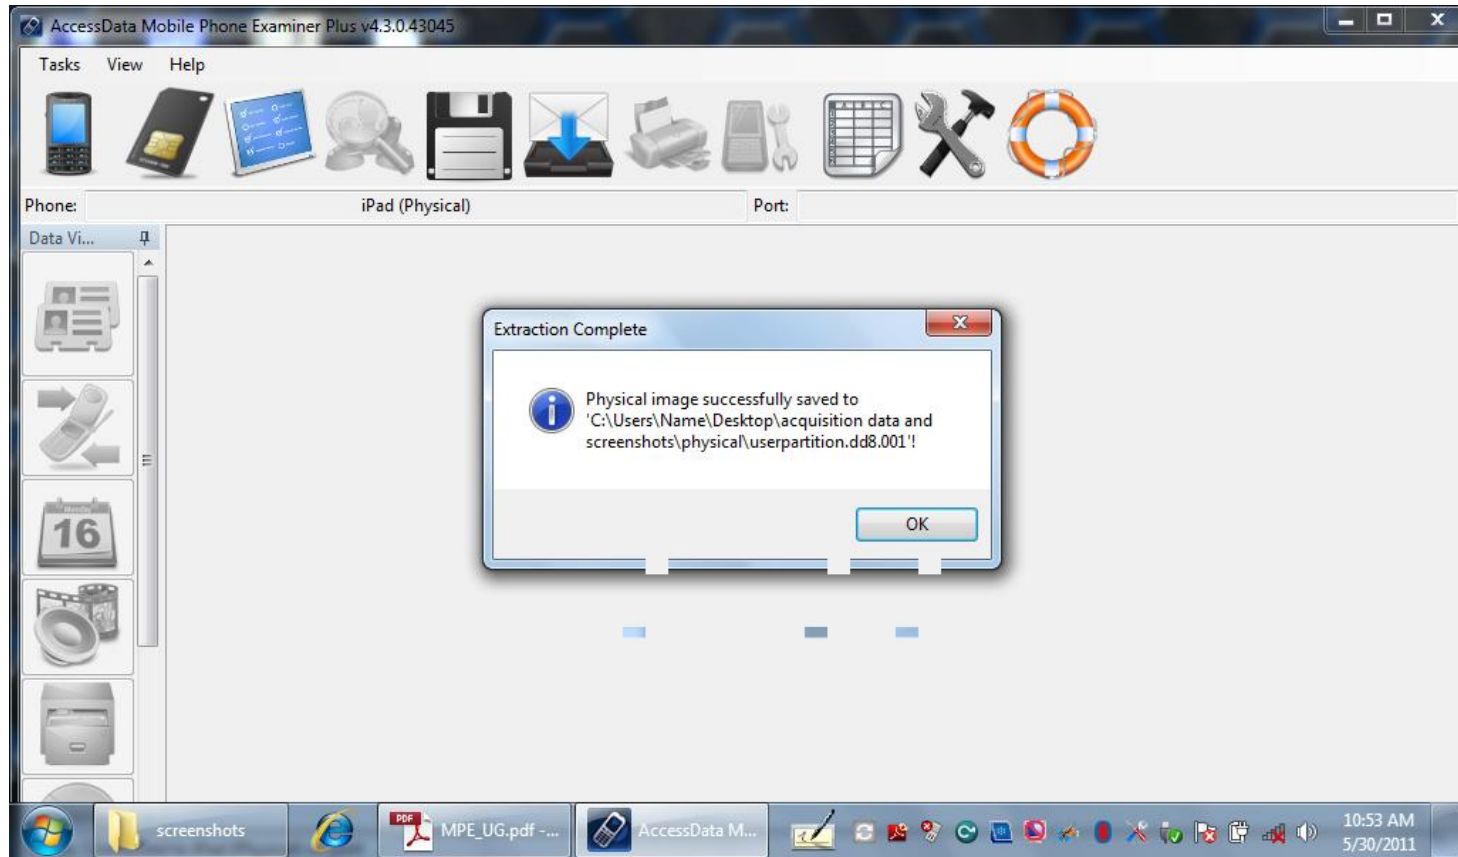 AccessData Mobile Phone Examiner Plus v4.3.0.43045
Tasks View Help
Phone: iPad (Physical) Port:
Data Vi...
Extraction Complete
Physical image successfully saved to
'C:\Users\Name\Desktop\acquisition data and
screenshots\physical\userpartition.dd8.001'!
OK
Monday
16
screenshots
PDF
MPE_UG.pdf -...
AccessData M...
10:53 AM
5/30/2011